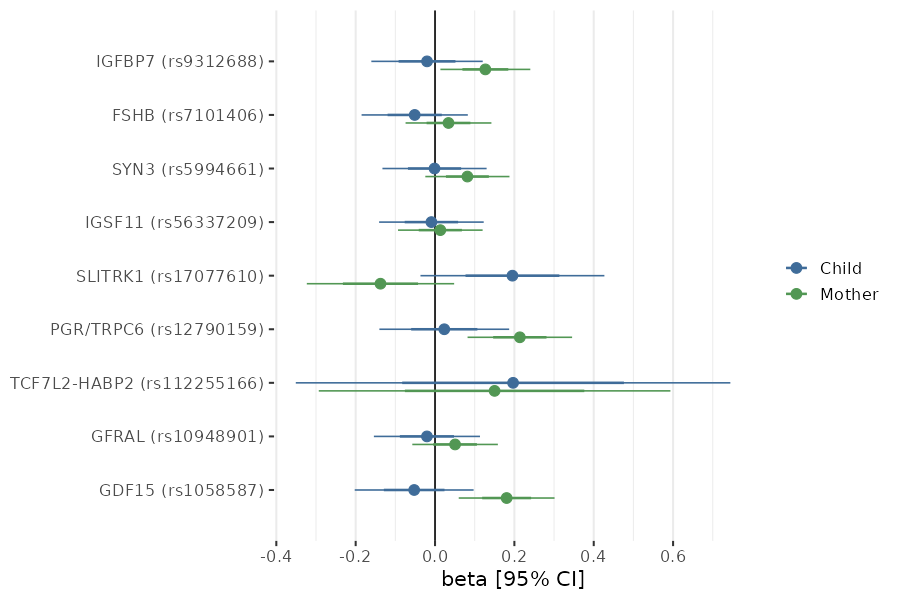 IGFBP7 (rs9312688)
FSHB (rs7101406)
SYN3 (rs5994661)
IGSF11 (rs56337209)
SLITRK1 (rs17077610)
PGR/TRPC6 (rs12790159)
TCF7L2-HABP2 (rs112255166)
GFRAL (rs10948901)
GDF15 (rs1058587)
-0.4 -0.2 0.0 0.2 0.4 0.6
beta [95% CI]
Child
Mother